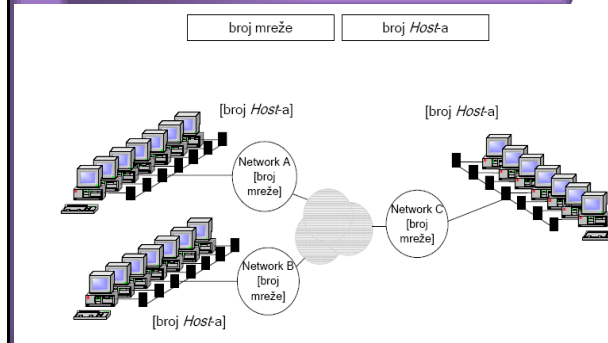 broj mreže
broj Host-a
[broj Host-a]
[broj Host-a]
Network A
[broj
mreže]
Network C
[broj
mreže]
Network B
[broj
mreže]
[broj Host-a]